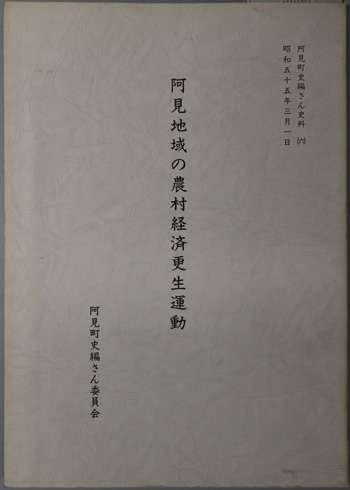 阿見町史編さん史料 ㈥
昭和五十五年三月一日
阿見地域の農村経済更生運動
阿見町史編さん委員会